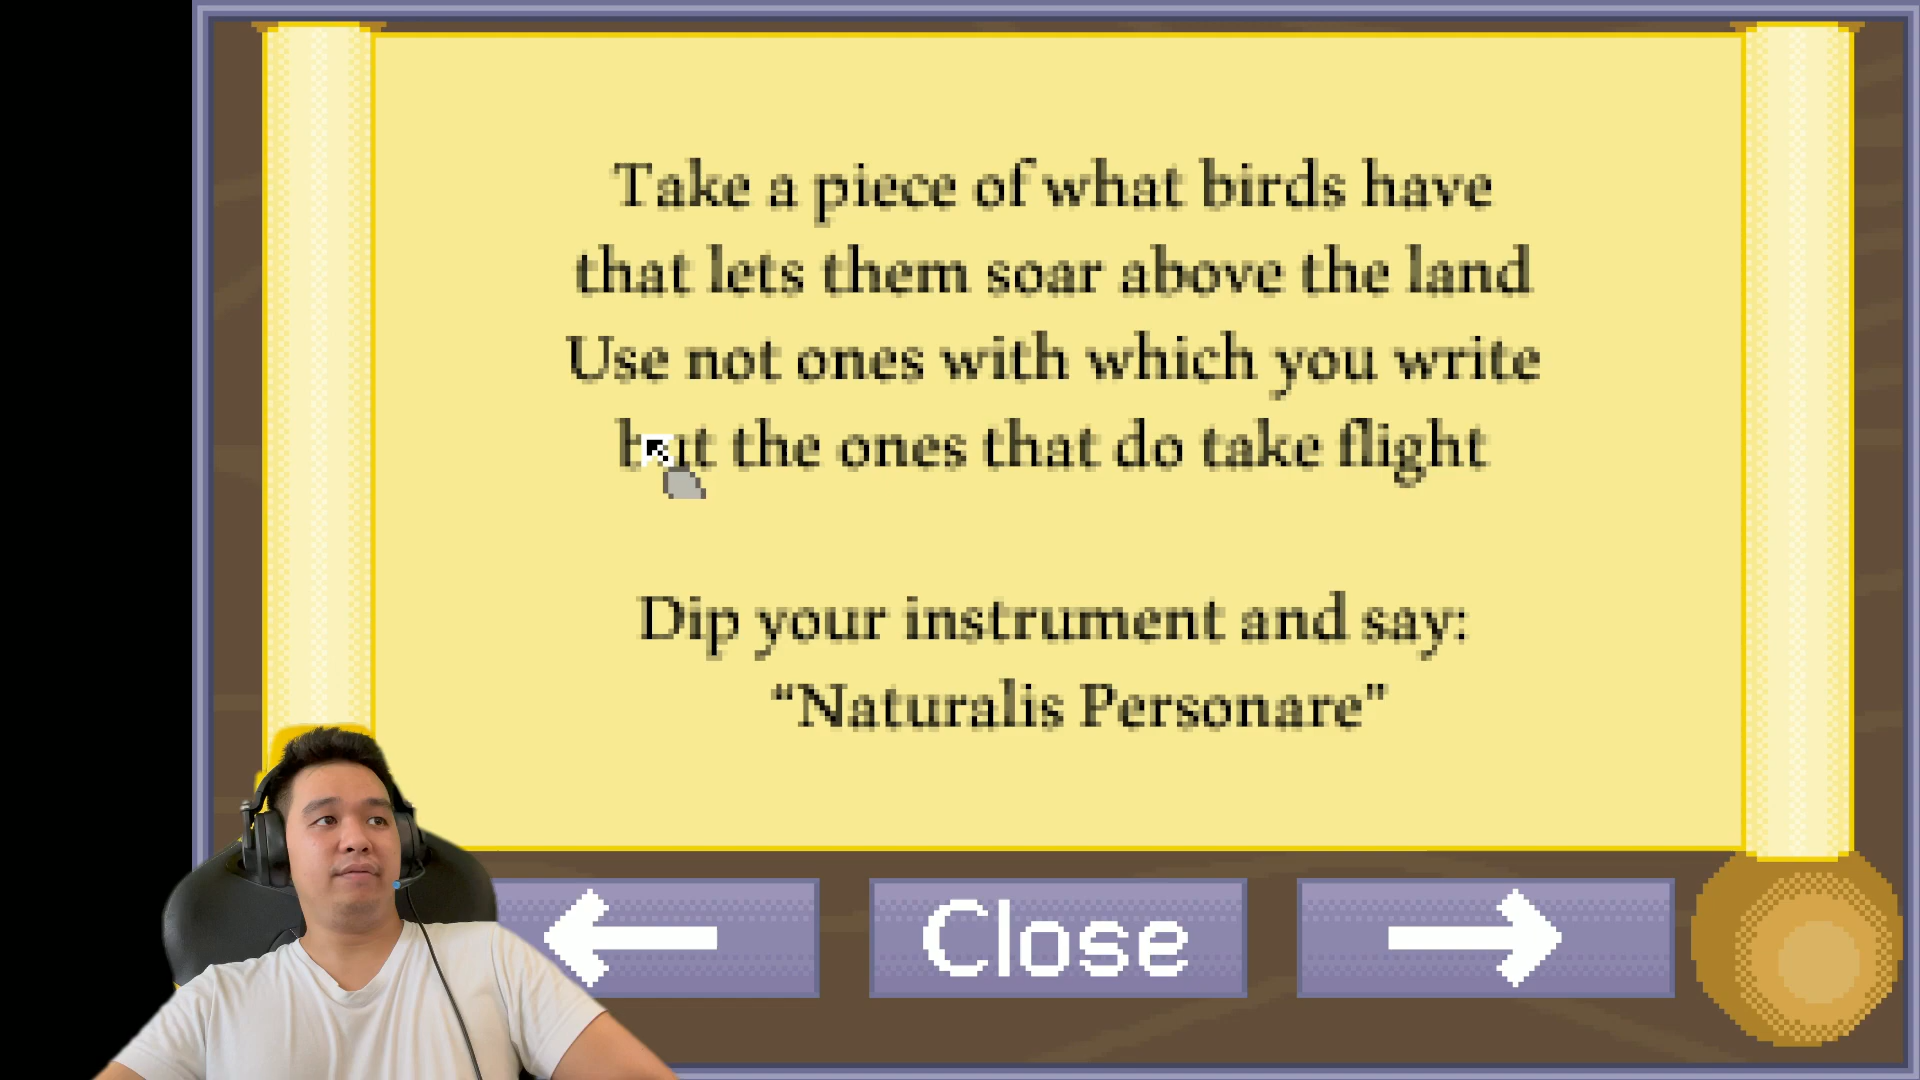 Take a piece of what birds have
that lets them soar above the land
Use not ones with which you write
but the ones that do take flight
Dip your instrument and say:
“Naturalis Personare”
Close